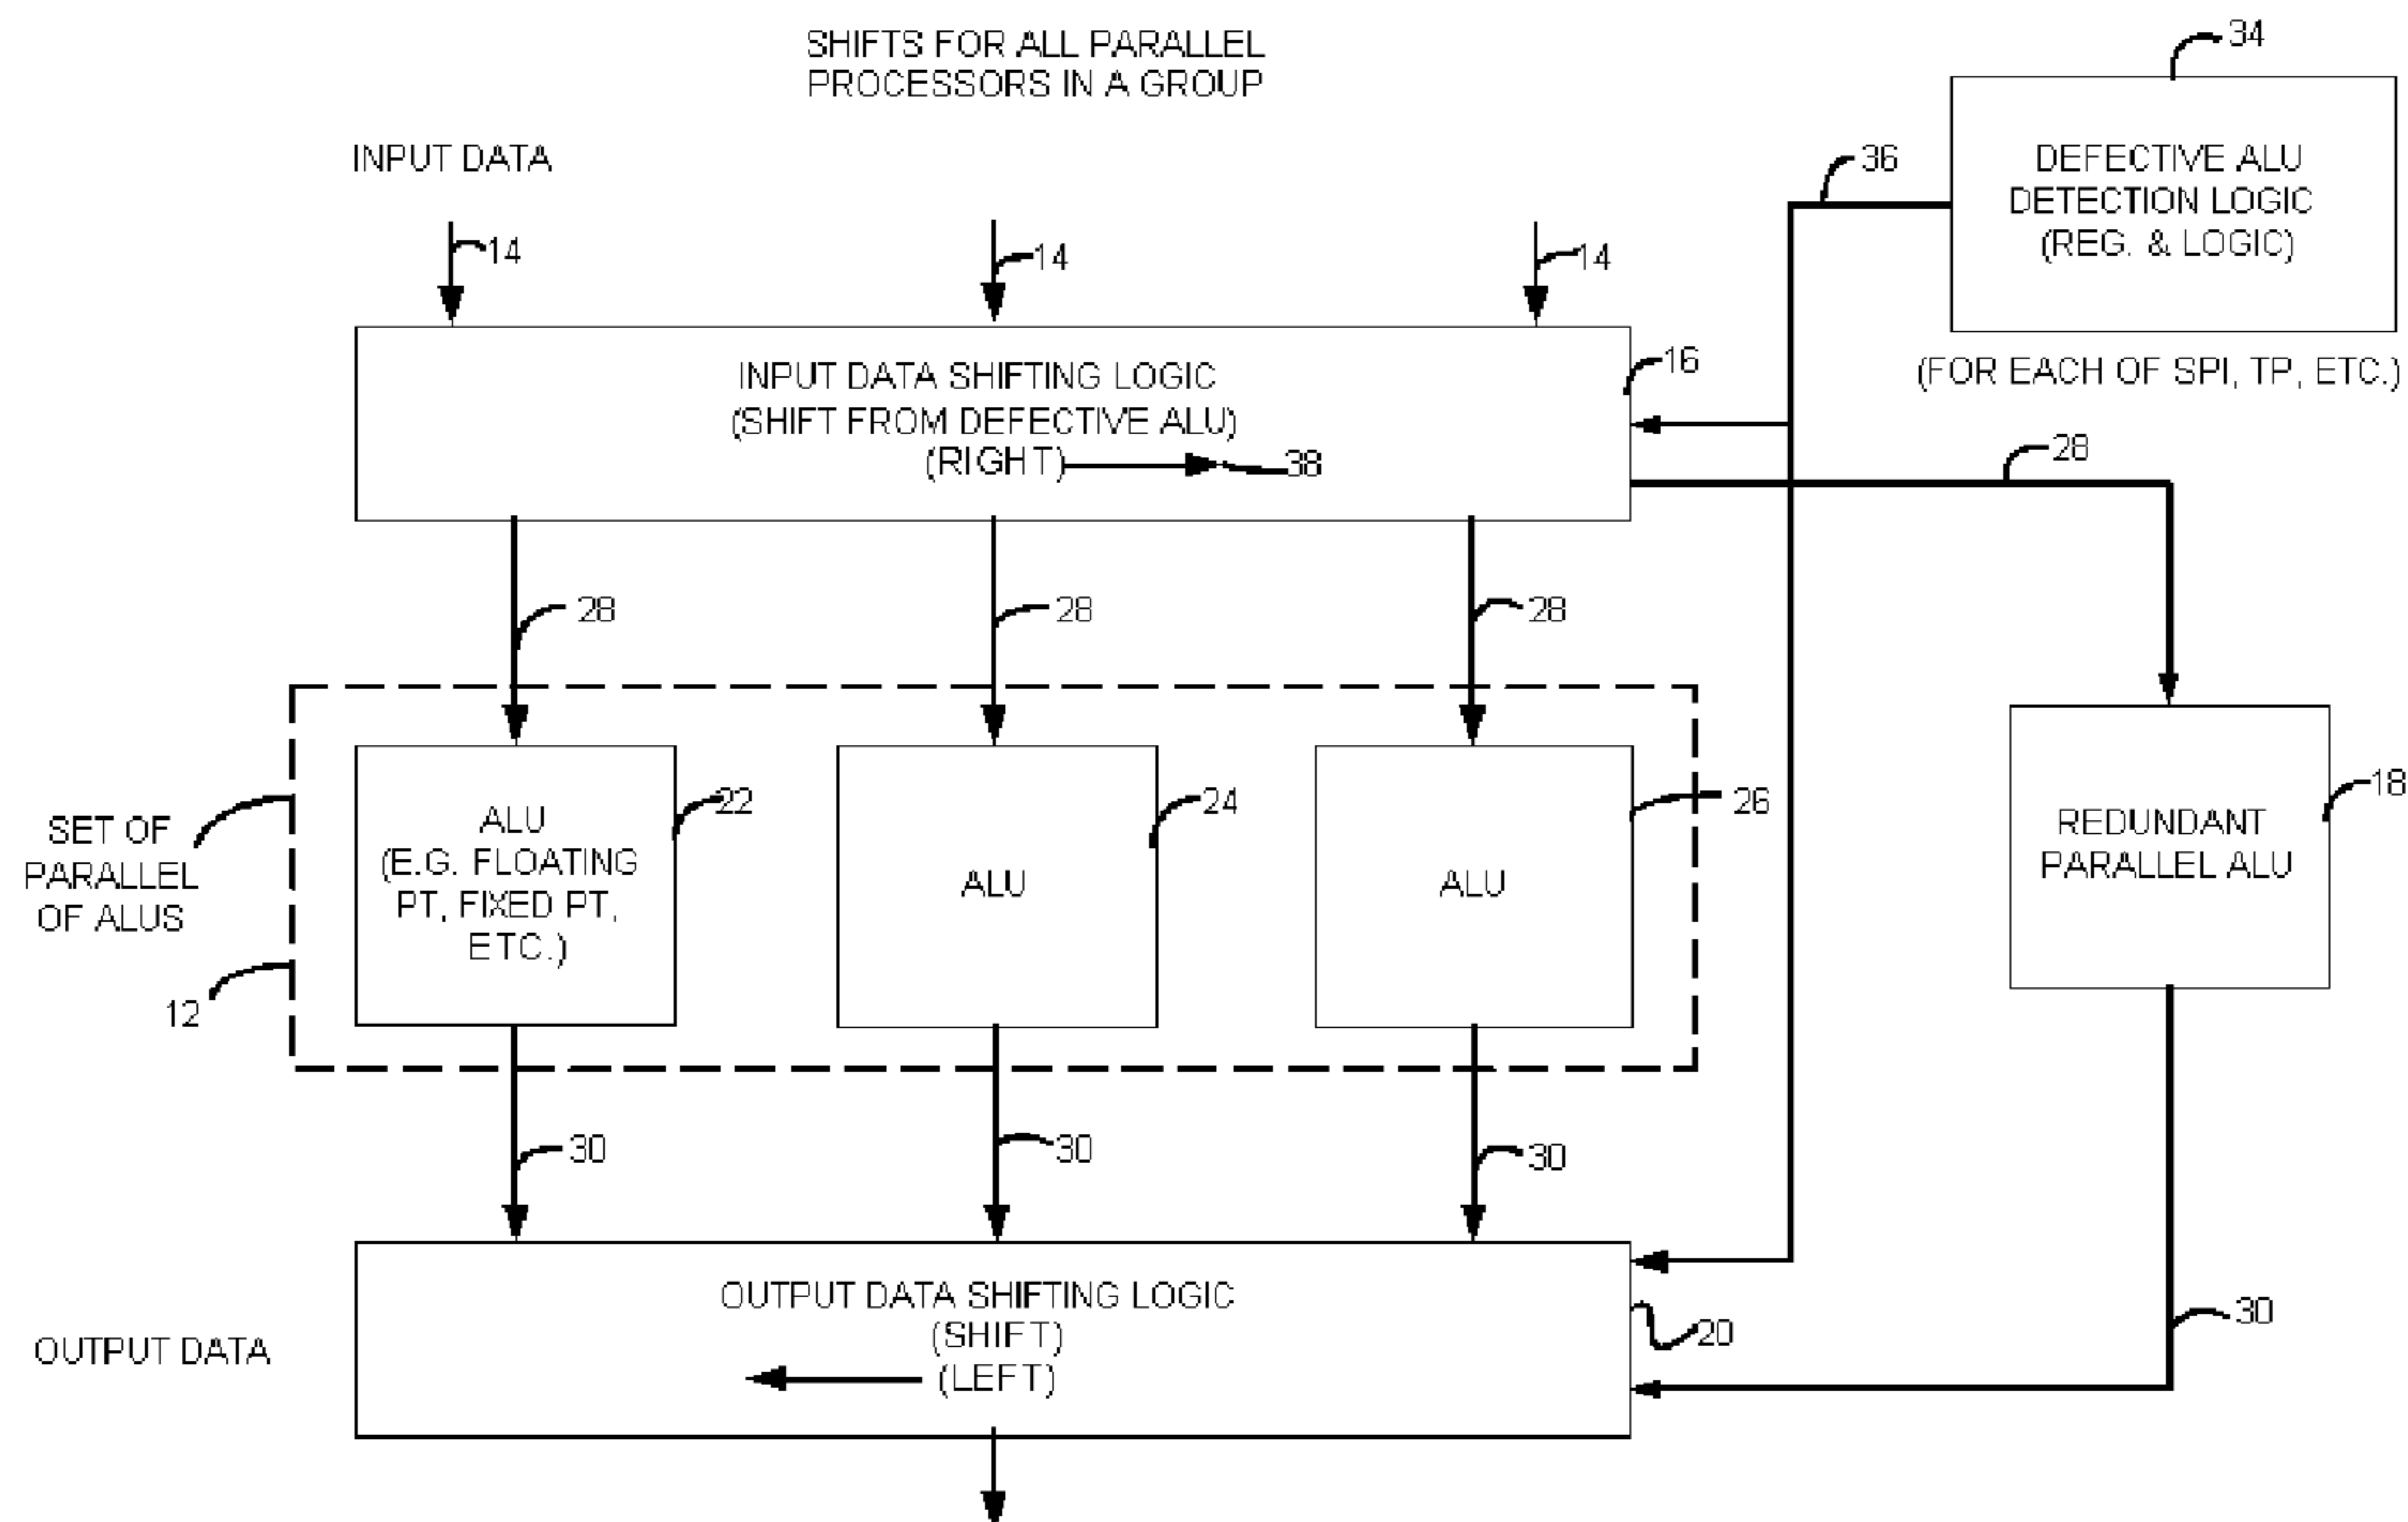 SHIFTS FOR ALL PARALLEL
PROCESSORS IN A GROUP
34
INPUT DATA
36
DEFECTIVE ALU
DETECTION LOGIC
(REG. & LOGIC)
14
14
14
(FOR EACH OF SPI, TP, ETC.)
16
INPUT DATA SHIFTING LOGIC
(SHIFT FROM DEFECTIVE ALU)
(RIGHT)
38
28
28
28
28
SET OF
PARALLEL
OF ALUS
12
ALU
(E.G. FLOATING
PT, FIXED PT,
ETC.)
22
ALU
24
ALU
26
REDUNDANT
PARALLEL ALU
18
30
30
30
30
OUTPUT DATA SHIFTING LOGIC
(SHIFT)
(LEFT)
20
OUTPUT DATA